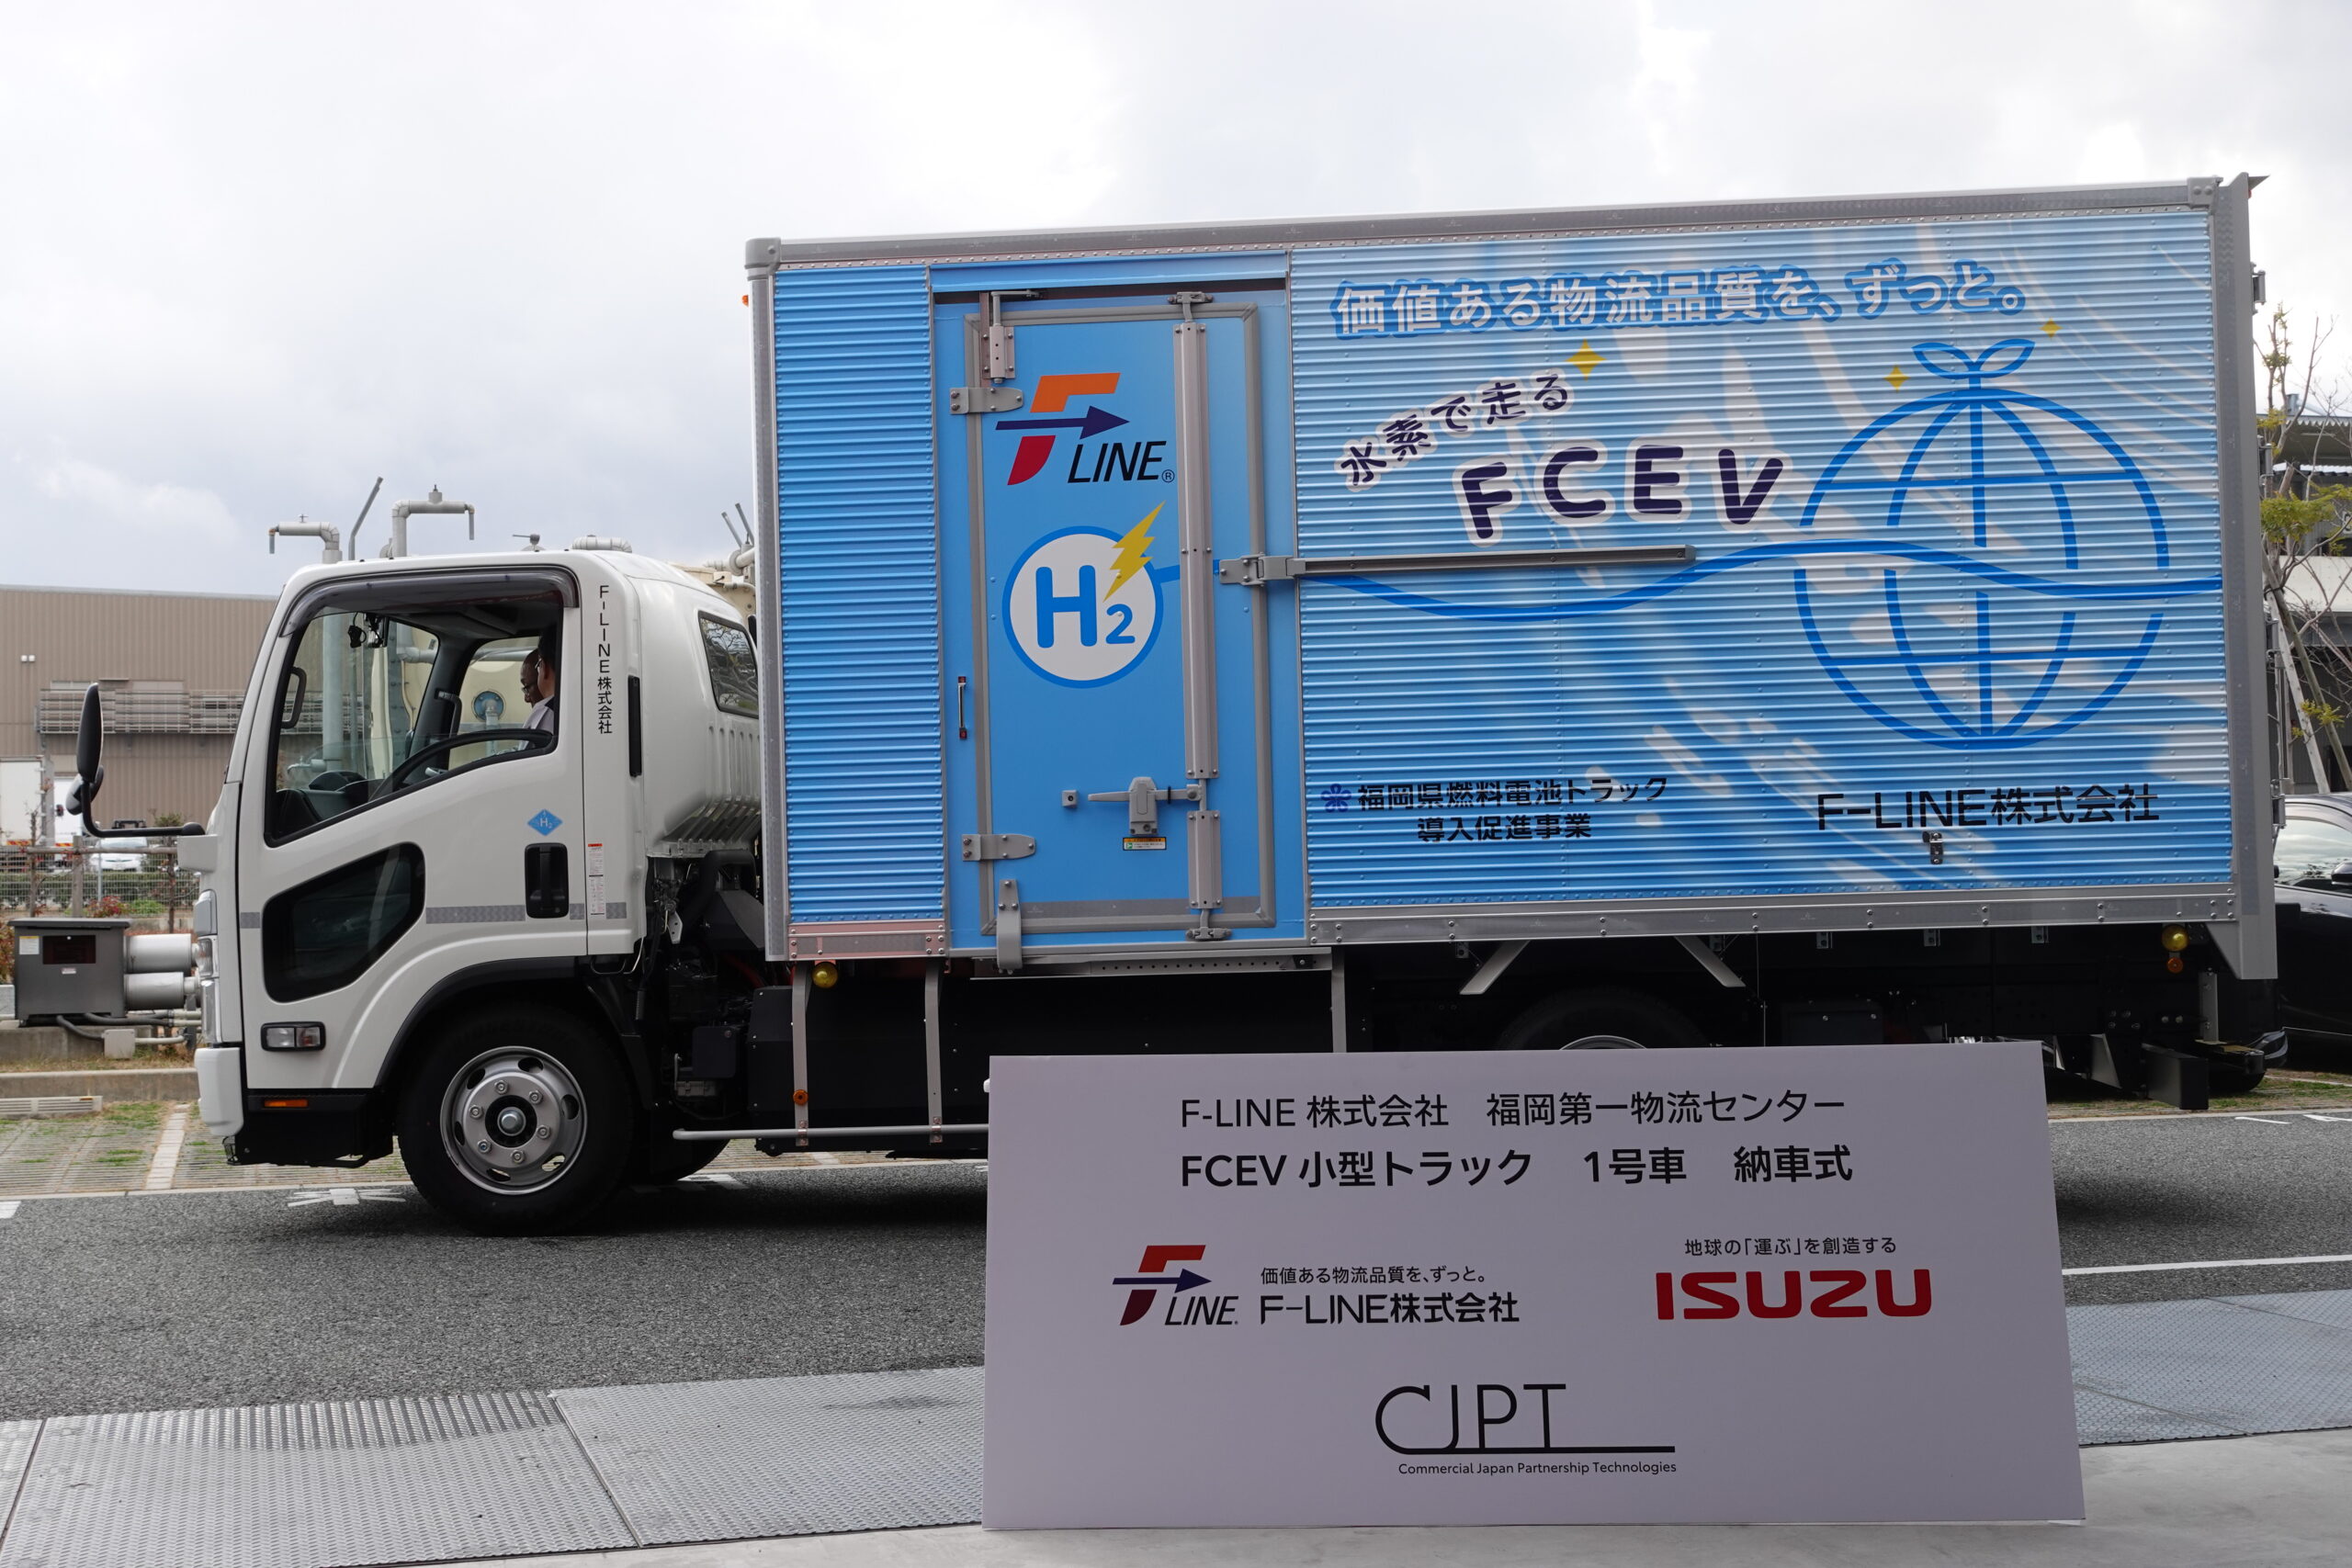 価値ある物流品質を、ずっと。
水素で走る
FCEV
F LINE®
H2
F-LINE株式会社
H2
福岡県燃料電池トラック
導入促進事業
F-LINE株式会社
F-LINE 株式会社 福岡第一物流センター
FCEV 小型トラック 1号車 納車式
F LINE®
価値ある物流品質を、ずっと。
F-LINE株式会社
地球の「運ぶ」を創造する
ISUZU
CJPT
Commercial Japan Partnership Technologies